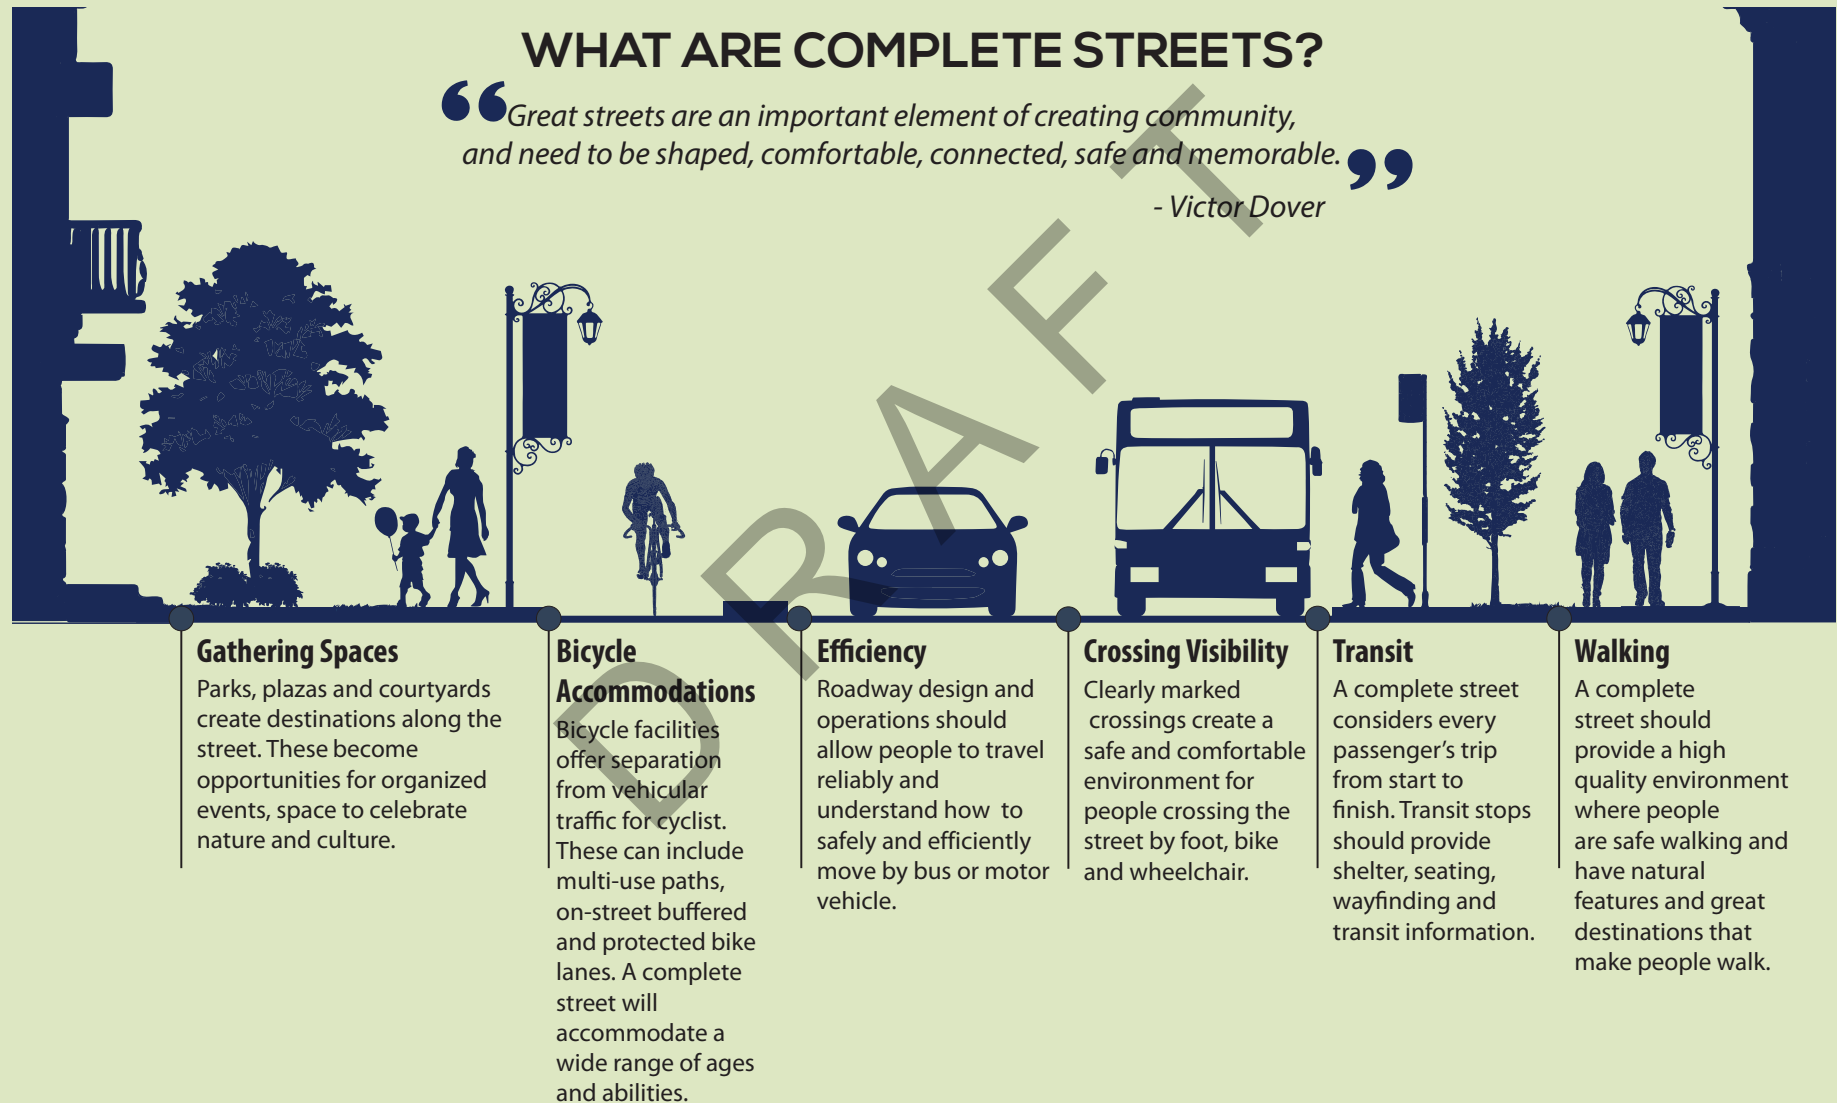 WHAT ARE COMPLETE STREETS?
“Great streets are an important element of creating community,
and need to be shaped, comfortable, connected, safe and memorable.”
- Victor Dover
DRAFT
Gathering Spaces
Parks, plazas and courtyards
create destinations along the
street. These become
opportunities for organized
events, space to celebrate
nature and culture.
Bicycle
Accommodations
Bicycle facilities
offer separation
from vehicular
traffic for cyclist.
These can include
multi-use paths,
on-street buffered
and protected bike
lanes. A complete
street will
accommodate a
wide range of ages
and abilities.
Efficiency
Roadway design and
operations should
allow people to travel
reliably and
understand how to
safely and efficiently
move by bus or motor
vehicle.
Crossing Visibility
Clearly marked
crossings create a
safe and comfortable
environment for
people crossing the
street by foot, bike
and wheelchair.
Transit
A complete street
considers every
passenger’s trip
from start to
finish. Transit stops
should provide
shelter, seating,
wayfinding and
transit information.
Walking
A complete
street should
provide a high
quality environment
where people
are safe walking and
have natural
features and great
destinations that
make people walk.